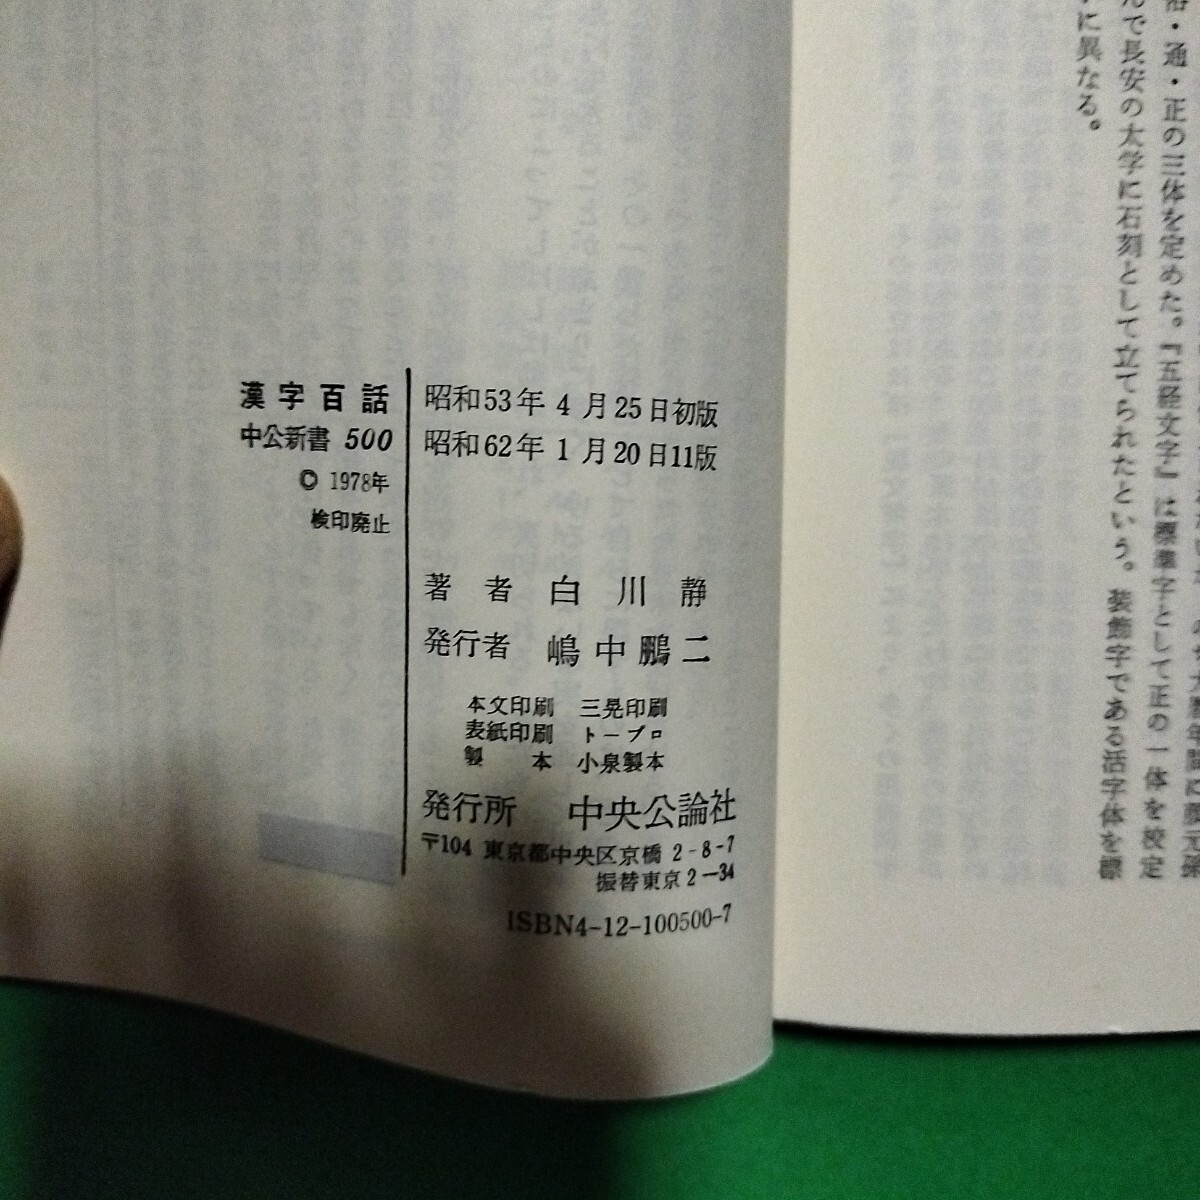 漢字百話
中公新書 500
© 1978年
検印廃止
昭和53年 4 月25日初版
昭和62年 1 月20日11版
著 者 白 川 静
発行者 嶋中鵬二
本文印刷 三晃印刷
表紙印刷 トープロ
製 本 小泉製本
発行所 中央公論社
〒104 東京都中央区京橋 2-8-7
振替東京2-34
ISBN4-12-100500-7
・通・正の三体を定めた。『五経文字』は標準字として正の一体を校定
んで長安の太学に石刻として立てられたという。装飾字である活字体を標
に異なる。